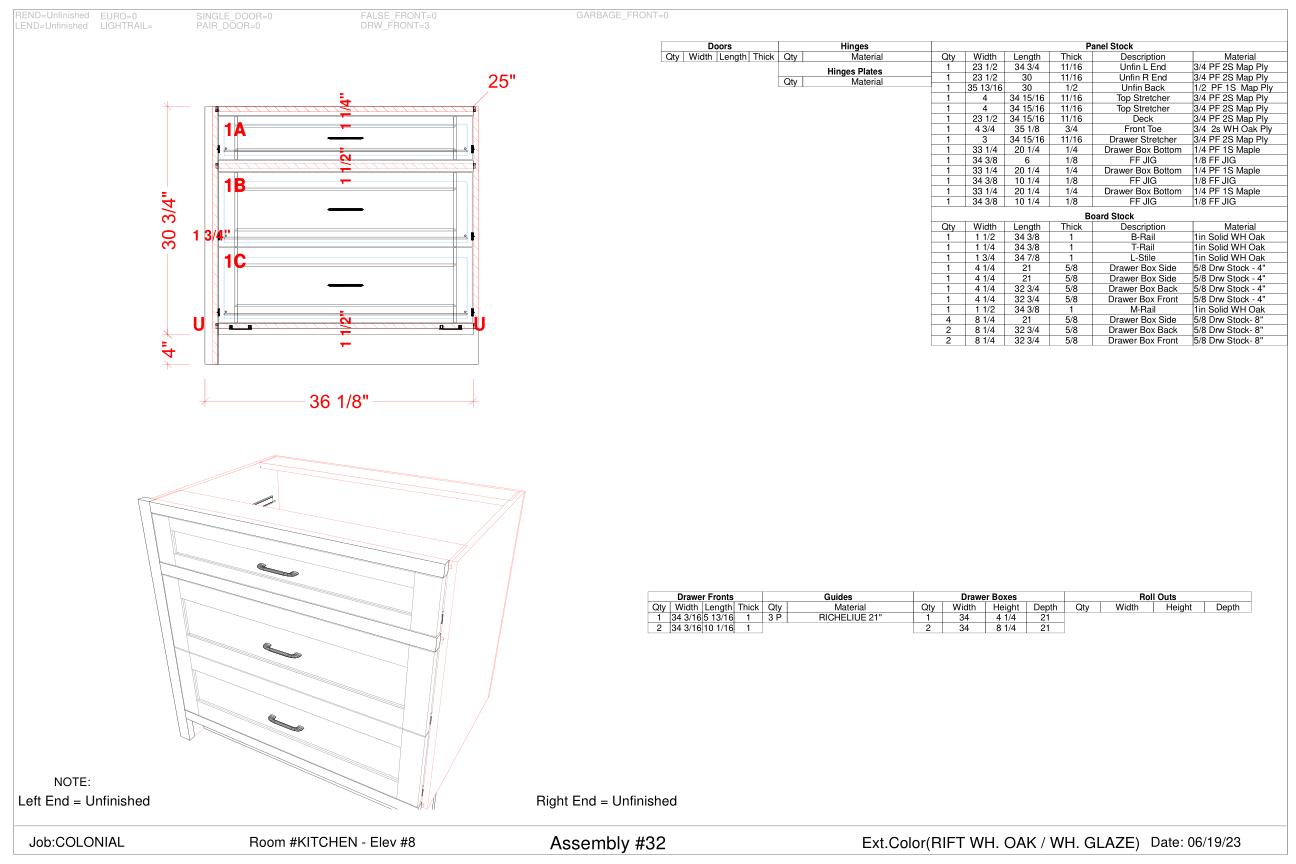 REND=Unfinished EURO=0 SINGLE_DOOR=0 FALSE_FRONT=0 GARBAGE_FRONT=0
LEND=Unfinished LIGHTRAIL= PAIR_DOOR=0 DRW_FRONT=3
25"
1 1/4"
1A
1 1/2"
1B
30 3/4"
1 3/4"
1C
U
1 1/2"
U
4"
36 1/8"
Doors
Qty Width Length Thick
Hinges
Qty Material
Hinges Plates
Qty Material
Panel Stock
Qty Width Length Thick Description Material
1 23 1/2 34 3/4 11/16 Unfin L End 3/4 PF 2S Map Ply
1 23 1/2 30 11/16 Unfin R End 3/4 PF 2S Map Ply
1 35 13/16 30 1/2 Unfin Back 1/2 PF 1S Map Ply
1 4 34 15/16 11/16 Top Stretcher 3/4 PF 2S Map Ply
1 4 34 15/16 11/16 Top Stretcher 3/4 PF 2S Map Ply
1 23 1/2 34 15/16 11/16 Deck 3/4 PF 2S Map Ply
1 4 3/4 35 1/8 3/4 Front Toe 3/4 2s WH Oak Ply
1 3 34 15/16 11/16 Drawer Stretcher 3/4 PF 2S Map Ply
1 33 1/4 20 1/4 1/4 Drawer Box Bottom 1/4 PF 1S Maple
1 34 3/8 6 1/8 FF JIG 1/8 FF JIG
1 33 1/4 20 1/4 1/4 Drawer Box Bottom 1/4 PF 1S Maple
1 34 3/8 10 1/4 1/8 FF JIG 1/8 FF JIG
1 33 1/4 20 1/4 1/4 Drawer Box Bottom 1/4 PF 1S Maple
1 34 3/8 10 1/4 1/8 FF JIG 1/8 FF JIG
Board Stock
Qty Width Length Thick Description Material
1 1 1/2 34 3/8 1 B-Rail 1in Solid WH Oak
1 1 1/4 34 3/8 1 T-Rail 1in Solid WH Oak
1 1 3/4 34 7/8 1 L-Stile 1in Solid WH Oak
1 4 1/4 21 5/8 Drawer Box Side 5/8 Drw Stock - 4"
1 4 1/4 21 5/8 Drawer Box Side 5/8 Drw Stock - 4"
1 4 1/4 32 3/4 5/8 Drawer Box Back 5/8 Drw Stock - 4"
1 4 1/4 32 3/4 5/8 Drawer Box Front 5/8 Drw Stock - 4"
1 1 1/2 34 3/8 1 M-Rail 1in Solid WH Oak
4 8 1/4 21 5/8 Drawer Box Side 5/8 Drw Stock- 8"
2 8 1/4 32 3/4 5/8 Drawer Box Back 5/8 Drw Stock- 8"
2 8 1/4 32 3/4 5/8 Drawer Box Front 5/8 Drw Stock- 8"
Drawer Fronts
Qty Width Length Thick
1 34 3/16 5 13/16 1
2 34 3/16 10 1/16 1
Guides
Qty Material
3 P RICHELIUE 21"
Drawer Boxes
Qty Width Height Depth
1 34 4 1/4 21
2 34 8 1/4 21
Roll Outs
Qty Width Height Depth
NOTE:
Left End = Unfinished Right End = Unfinished
Job:COLONIAL Room #KITCHEN - Elev #8 Assembly #32 Ext.Color(RIFT WH. OAK / WH. GLAZE) Date: 06/19/23